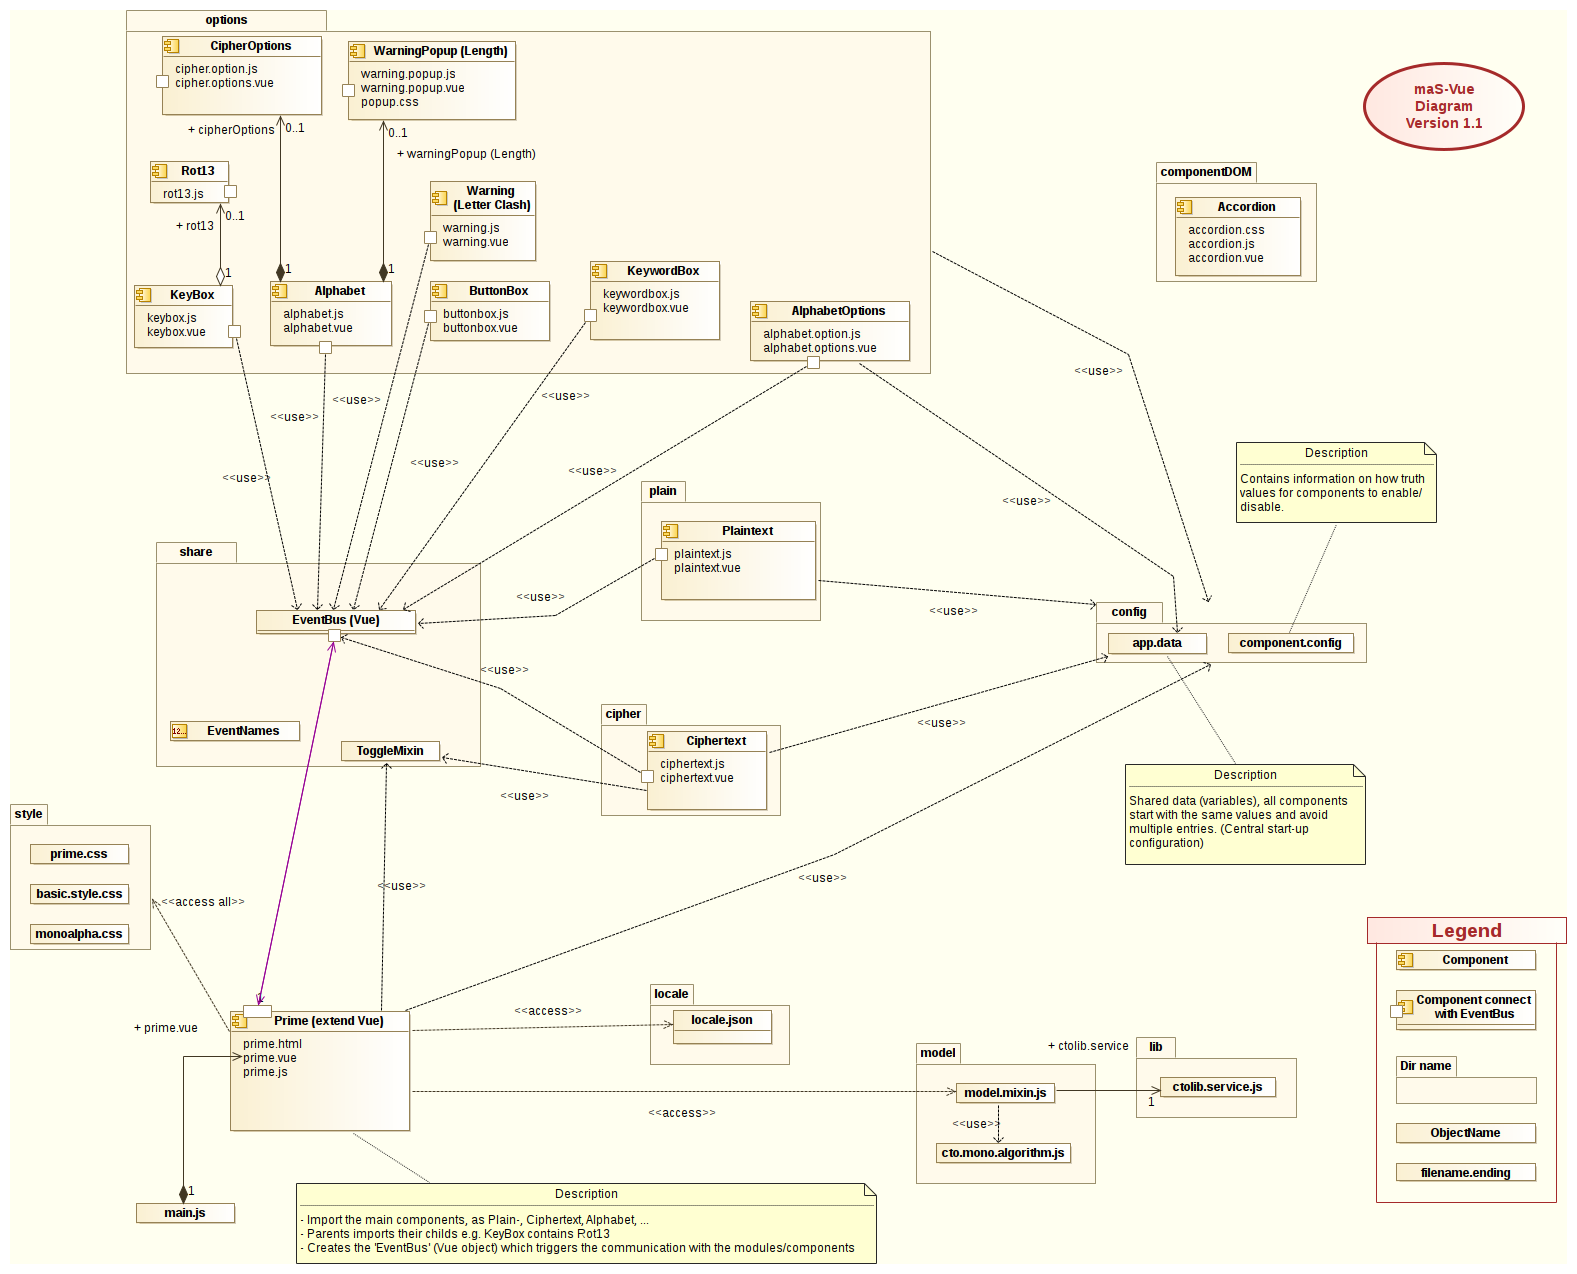 options
CipherOptions
cipher.option.js
cipher.options.vue
WarningPopup (Length)
warning.popup.js
warning.popup.vue
popup.css
+ cipherOptions
0..1
0..1
+ warningPopup (Length)
Rot13
rot13.js
0..1
+ rot13
Warning
(Letter Clash)
warning.js
warning.vue
1
1
1
KeyBox
keybox.js
keybox.vue
Alphabet
alphabet.js
alphabet.vue
ButtonBox
buttonbox.js
buttonbox.vue
KeywordBox
keywordbox.js
keywordbox.vue
AlphabetOptions
alphabet.option.js
alphabet.options.vue
maS-Vue
Diagram
Version 1.1
componentDOM
Accordion
accordion.css
accordion.js
accordion.vue
<<use>>
<<use>>
<<use>>
<<use>>
<<use>>
<<use>>
<<use>>
<<use>>
Description
Contains information on how truth
values for components to enable/
disable.
plain
Plaintext
plaintext.js
plaintext.vue
share
EventBus (Vue)
<<use>>
<<use>>
config
app.data
component.config
<<use>>
EventNames
ToggleMixin
cipher
Ciphertext
ciphertext.js
ciphertext.vue
<<use>>
<<use>>
Description
Shared data (variables), all components
start with the same values and avoid
multiple entries. (Central start-up
configuration)
style
prime.css
basic.style.css
monoalpha.css
<<access all>>
<<use>>
<<use>>
Prime (extend Vue)
prime.html
prime.vue
prime.js
+ prime.vue
1
main.js
<<access>>
locale
locale.json
<<access>>
model
model.mixin.js
<<use>>
cto.mono.algorithm.js
+ ctolib.service
1
lib
ctolib.service.js
Description
- Import the main components, as Plain-, Ciphertext, Alphabet, ...
- Parents imports their childs e.g. KeyBox contains Rot13
- Creates the 'EventBus' (Vue object) which triggers the communication with the modules/components
Legend
Component
Component connect
with EventBus
Dir name
ObjectName
filename.ending